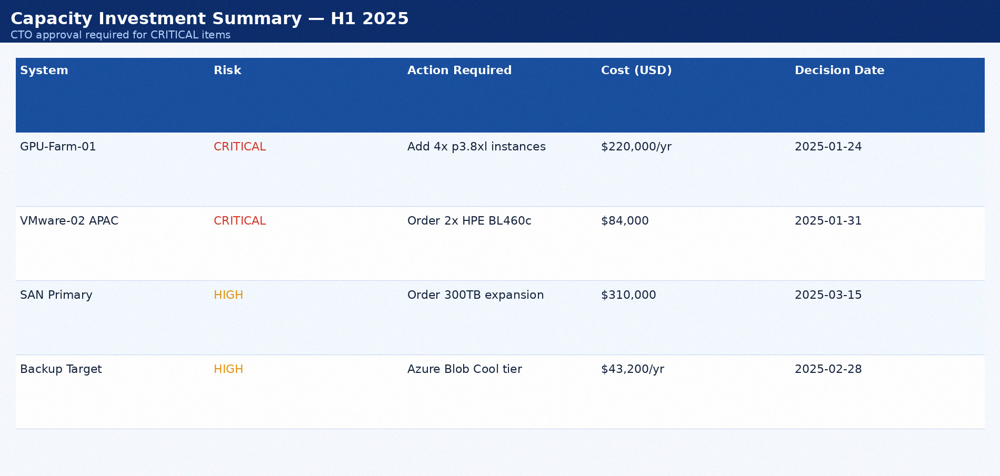 Capacity Investment Summary — H1 2025
CTO approval required for CRITICAL items
System Risk Action Required Cost (USD) Decision Date
GPU-Farm-01 CRITICAL Add 4x p3.8xl instances $220,000/yr 2025-01-24
VMware-02 APAC CRITICAL Order 2x HPE BL460c $84,000 2025-01-31
SAN Primary HIGH Order 300TB expansion $310,000 2025-03-15
Backup Target HIGH Azure Blob Cool tier $43,200/yr 2025-02-28